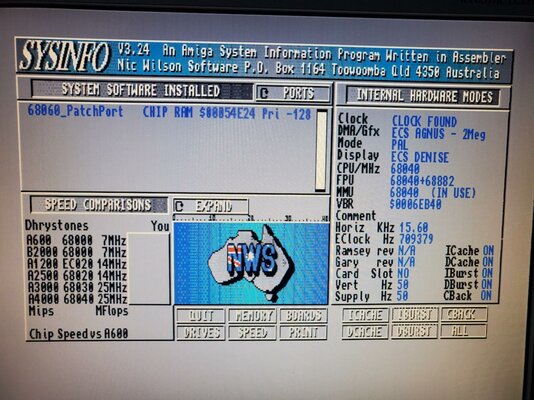 SYSINFO V3.24 An Amiga System Information Program Written in Assembler
Nic Wilson Software P.O. Box 1164 Toowoomba Qld 4350 Australia
SYSTEM SOFTWARE INSTALLED
PORTS
68060_PatchPort CHIP RAM $00054E24 Pri -128
INTERNAL HARDWARE MODES
Clock CLOCK FOUND
DMA/Gfx ECS AGNUS - 2Meg
Mode PAL
Display ECS DENISE
CPU/MHz 68040
FPU 68040+68882
MMU 68040 (IN USE)
VBR $0006EB40
Comment
Horiz KHz 15.60
EClock Hz 709379
Ramsey rev N/A ICache ON
Gary rev N/A DCache ON
Card Slot NO IBurst ON
Vert Hz 50 DBurst ON
Supply Hz 50 CBack ON
SPEED COMPARISONS
EXPAND
Dhrystones You
10 20 30 40
A600 68000 7MHz
B2000 68000 7MHz
A1200 EC020 14MHz
A2500 68020 14MHz
A3000 68030 25MHz
A4000 68040 25MHz
Mips MFlops
Chip Speed vs A600
NWS
QUIT MEMORY BOARDS
DRIVES SPEED PRINT
ICACHE IBURST CBACK
DCACHE DBURST ALL